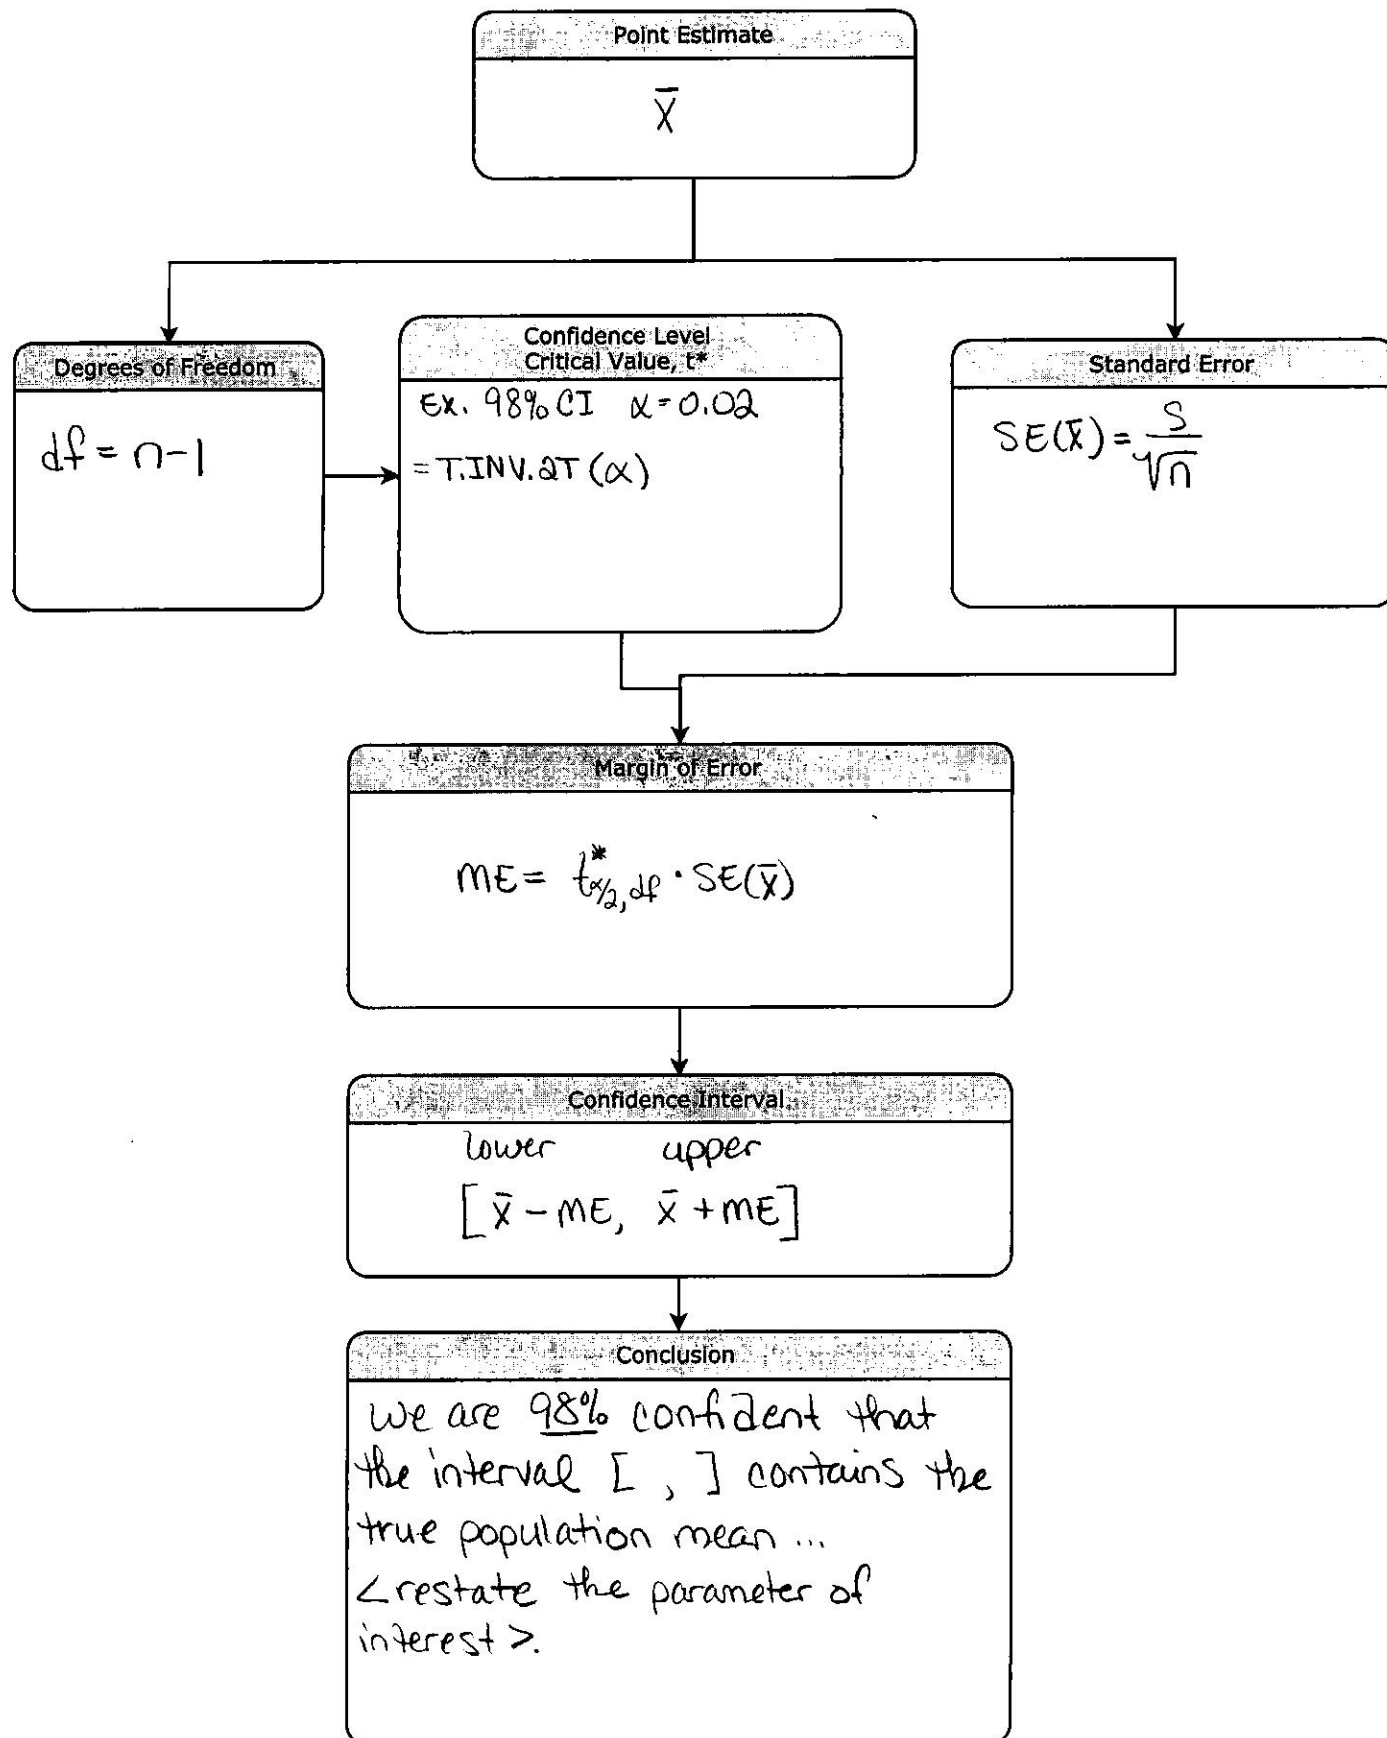 Point Estimate
x̄
Degrees of Freedom
df = n-1
Confidence Level
Critical Value, t*
Ex. 98% CI α=0.02
=T.INV.2T(α)
Standard Error
SE(x̄) = s/√n
Margin of Error
ME = t*α/2, df · SE(x̄)
Confidence Interval
lower upper
[x̄ - ME, x̄ + ME]
Conclusion
We are 98% confident that
the interval [ , ] contains the
true population mean ...
<restate the parameter of
interest>.